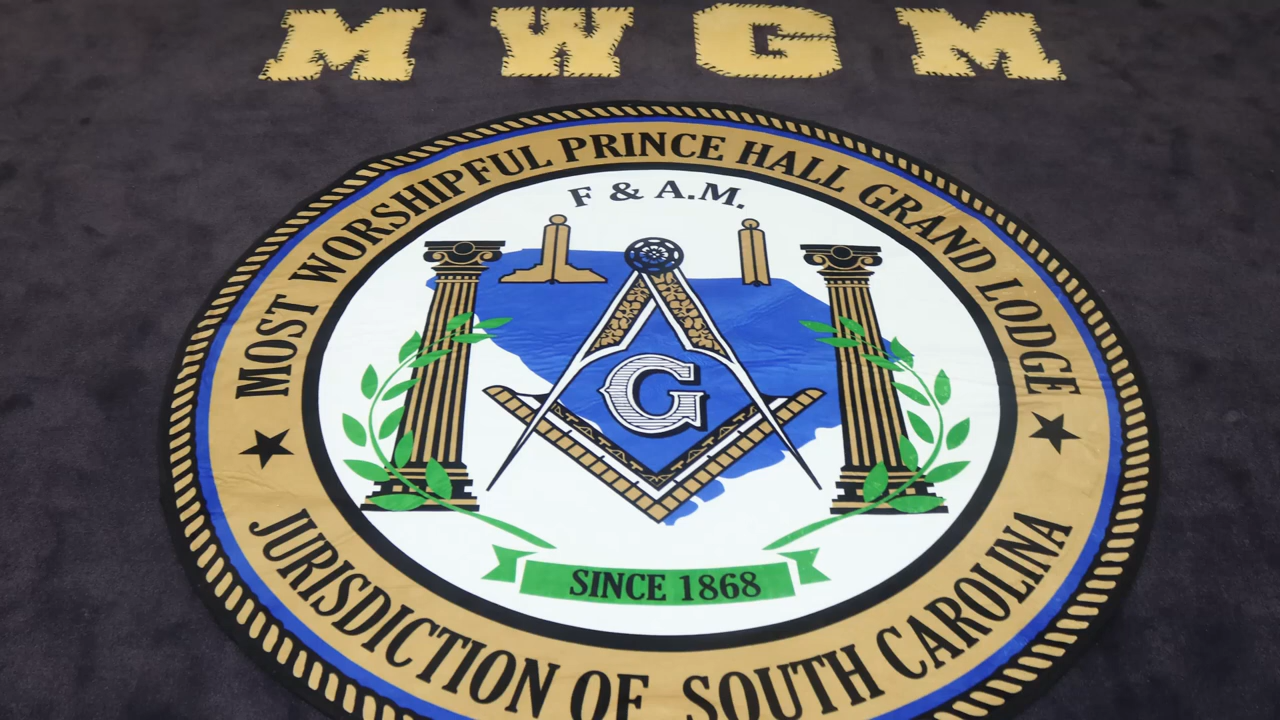 MWGM
MOST WORSHIPFUL PRINCE HALL GRAND LODGE
F & A.M.
G
SINCE 1868
JURISDICTION OF SOUTH CAROLINA